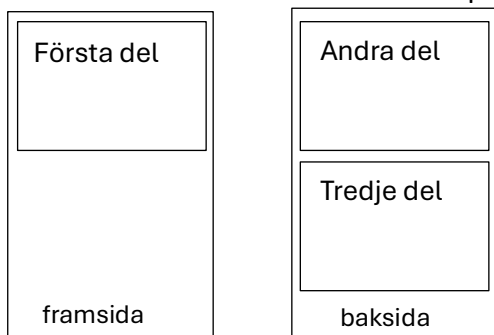 Första del
framsida
Andra del
Tredje del
baksida